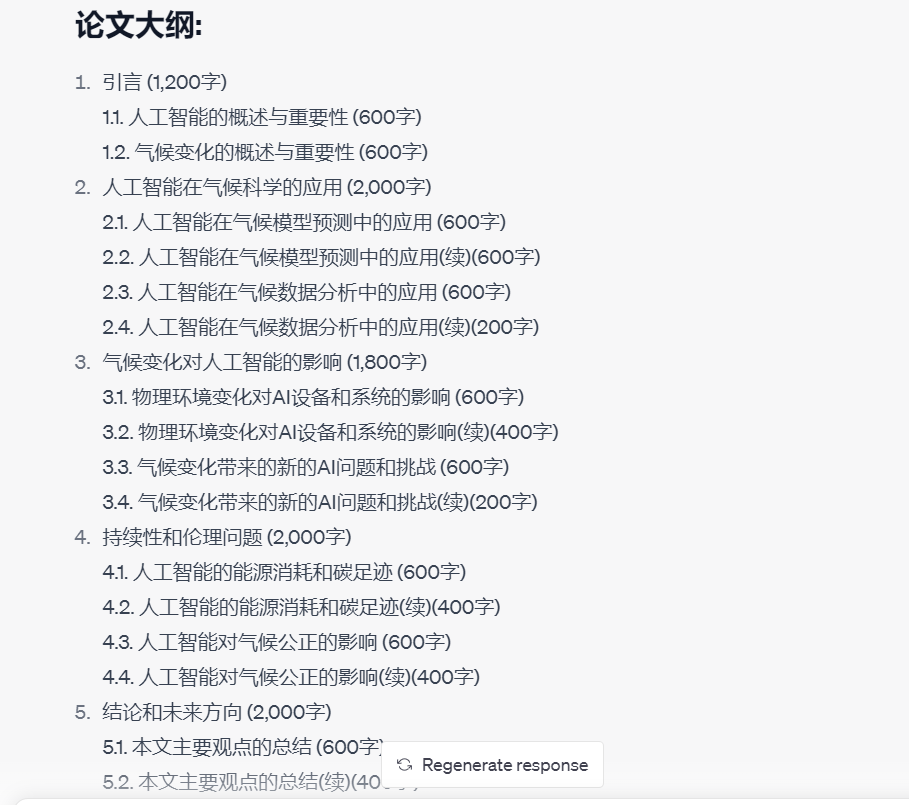 论文大纲:
1. 引言 (1,200字)
1.1. 人工智能的概述与重要性 (600字)
1.2. 气候变化的概述与重要性 (600字)
2. 人工智能在气候科学的应用 (2,000字)
2.1. 人工智能在气候模型预测中的应用 (600字)
2.2. 人工智能在气候模型预测中的应用(续)(600字)
2.3. 人工智能在气候数据分析中的应用 (600字)
2.4. 人工智能在气候数据分析中的应用(续)(200字)
3. 气候变化对人工智能的影响 (1,800字)
3.1. 物理环境变化对AI设备和系统的影响 (600字)
3.2. 物理环境变化对AI设备和系统的影响(续)(400字)
3.3. 气候变化带来的新的AI问题和挑战 (600字)
3.4. 气候变化带来的新的AI问题和挑战(续)(200字)
4. 持续性和伦理问题 (2,000字)
4.1. 人工智能的能源消耗和碳足迹 (600字)
4.2. 人工智能的能源消耗和碳足迹(续)(400字)
4.3. 人工智能对气候公正的影响 (600字)
4.4. 人工智能对气候公正的影响(续)(400字)
5. 结论和未来方向 (2,000字)
5.1. 本文主要观点的总结 (600字)
Regenerate response
5.2. 本文主要观点的总结(续)(40